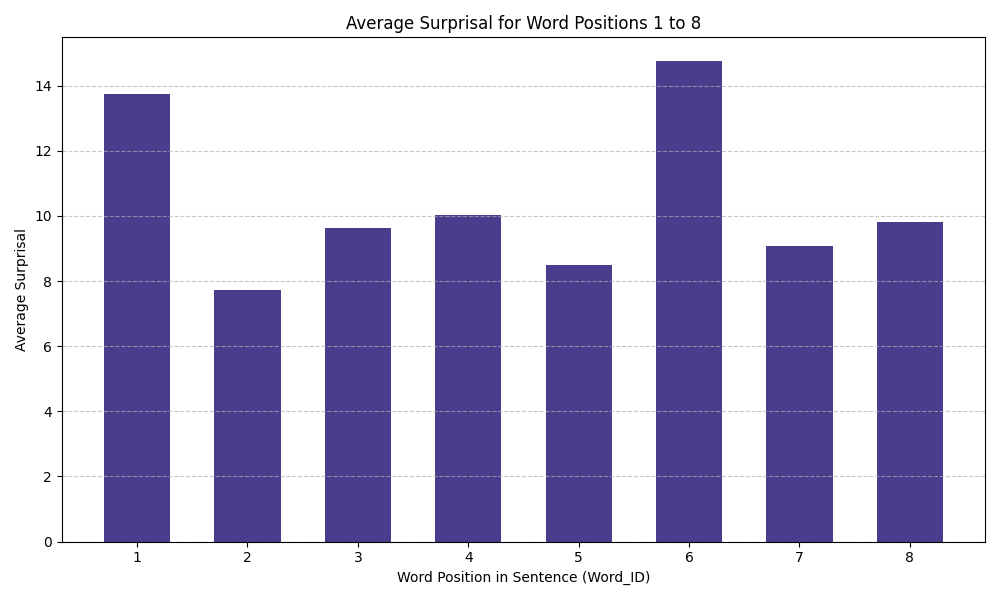 Average Surprisal for Word Positions 1 to 8
Average Surprisal
14
12
10
8
6
4
2
0
1 2 3 4 5 6 7 8
Word Position in Sentence (Word_ID)